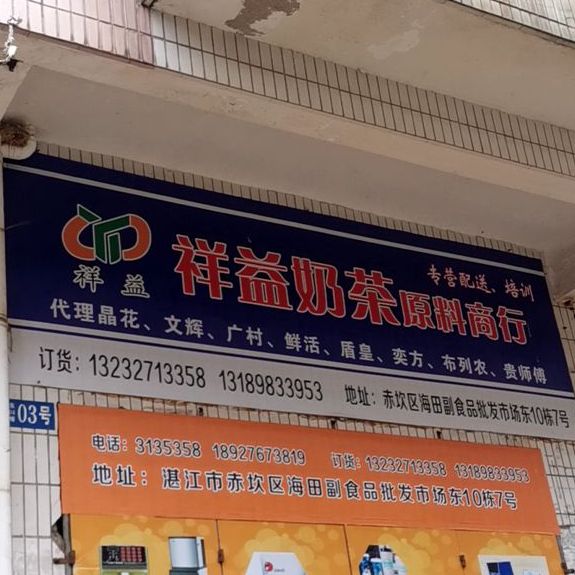 专营配送、培训
祥益
祥益奶茶原料商行
代理晶花、文辉、广村、鲜活、盾皇、奕方、布列农、贵师傅
订货：13232713358 13189833953 地址：赤坎区海田副食品批发市场东10栋7号
03号
电话：3135358 18927673819 订货：13232713358 13189833953
地址：湛江市赤坎区海田副食品批发市场东10栋7号